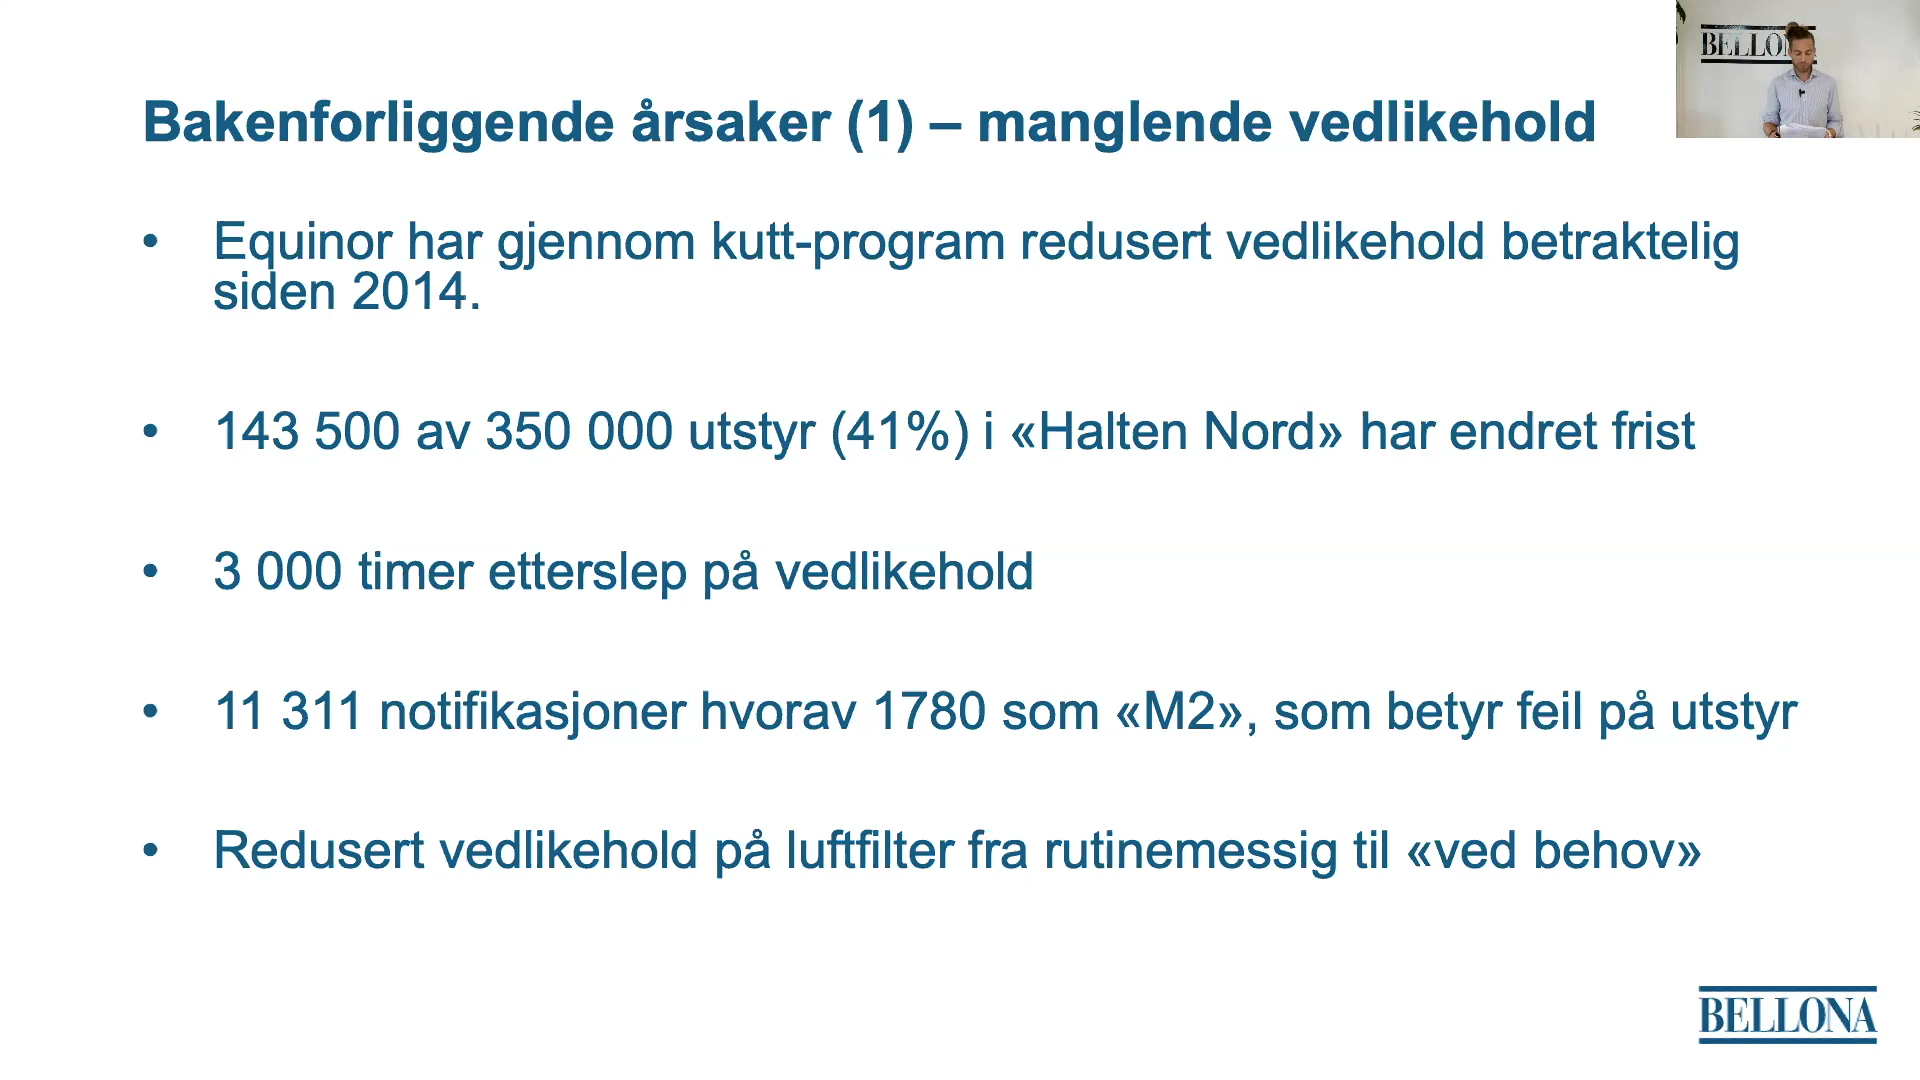 BELLONA
Bakenforliggende årsaker (1) – manglende vedlikehold
• Equinor har gjennom kutt-program redusert vedlikehold betraktelig
siden 2014.
• 143 500 av 350 000 utstyr (41%) i «Halten Nord» har endret frist
• 3 000 timer etterslep på vedlikehold
• 11 311 notifikasjoner hvorav 1780 som «M2», som betyr feil på utstyr
• Redusert vedlikehold på luftfilter fra rutinemessig til «ved behov»
BELLONA